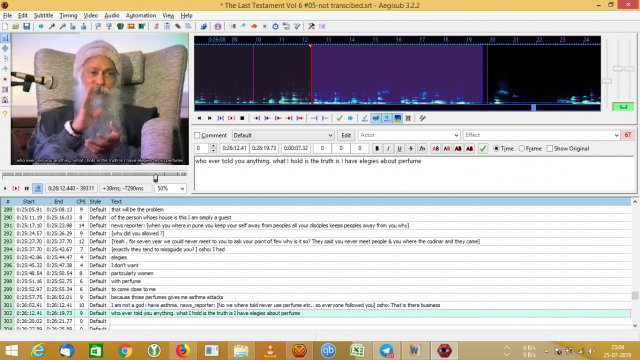 * The Last Testament Vol 6 #05-not transcibed.srt - Aegisub 3.2.2
File Edit Subtitle Timing Video Audio Automation View Help
who ever told you anything. what I hold is the truth is I have elegies about perfume
0:26:12.440 - 39311 +30ms; -7290ms 50%
0:26:08 10 11 12 13 14 15 16 17 18 19 20 21 22 23 24
Comment Default Edit Actor Effect 67
0 0:26:12.41 0:26:19.73 0:00:07.32 0 0 0 B I U S fn AB AB AB AB Time Frame Show Original
who ever told you anything. what I hold is the truth is I have elegies about perfume
# Start End CPS Style Text
289 0:25:05.91 0:25:08.13 9 Default that will be the problem
290 0:25:11.19 0:25:16.03 8 Default of the person whoses house is this I am simply a guest
291 0:25:17.10 0:25:23.98 14 Default news reporter: [when you where in pune you keep your self away from peoples all your disciples keeps peoples away from you why]
293 0:25:24.57 0:25:26.29 9 Default [why did you allowed ?]
294 0:25:27.03 0:25:37.70 12 Default [Yeah , for seven year we could never meet to you to ask your point of few why is it so? They said you never meet people & you where the codinar and they came]
295 0:25:37.70 0:25:42.67 7 Default [exactly they tend to missguide you? ] osho: I had
296 0:25:42.86 0:25:44.47 4 Default elegies
297 0:25:45.32 0:25:47.38 4 Default I don't want
298 0:25:48.54 0:25:50.54 8 Default particularly women
299 0:25:52.16 0:25:54.71 6 Default with perfume
298 0:25:55.41 0:25:57.16 9 Default to come close to me
300 0:25:57.75 0:26:02.01 9 Default because those perfumes gives me asthma attacks
301 0:26:02.41 0:26:12.41 10 Default I am not a god i have asthma. news_reporter: [No we where told never use perfume etc.. so everyone followed you] osho: That is there business
302 0:26:12.41 0:26:19.73 9 Default who ever told you anything. what I hold is the truth is I have elegies about perfume
303 0:26:20.49 0:26:22.64 0 Default
0 B/s
0 B/s
23:04
25-07-2019